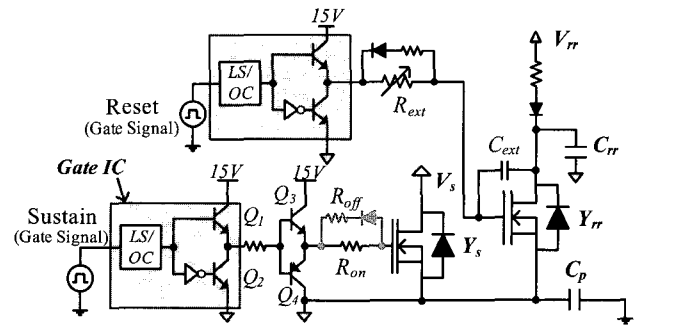 15V
V_rr
LS/
OC
R_ext
Reset
(Gate Signal)
C_ext
C_rr
Gate IC
15V
15V
V_s
Q_1
Q_3
R_off
Sustain
(Gate Signal)
LS/
OC
Y_s
Y_rr
Q_2
R_on
Q_4
C_p